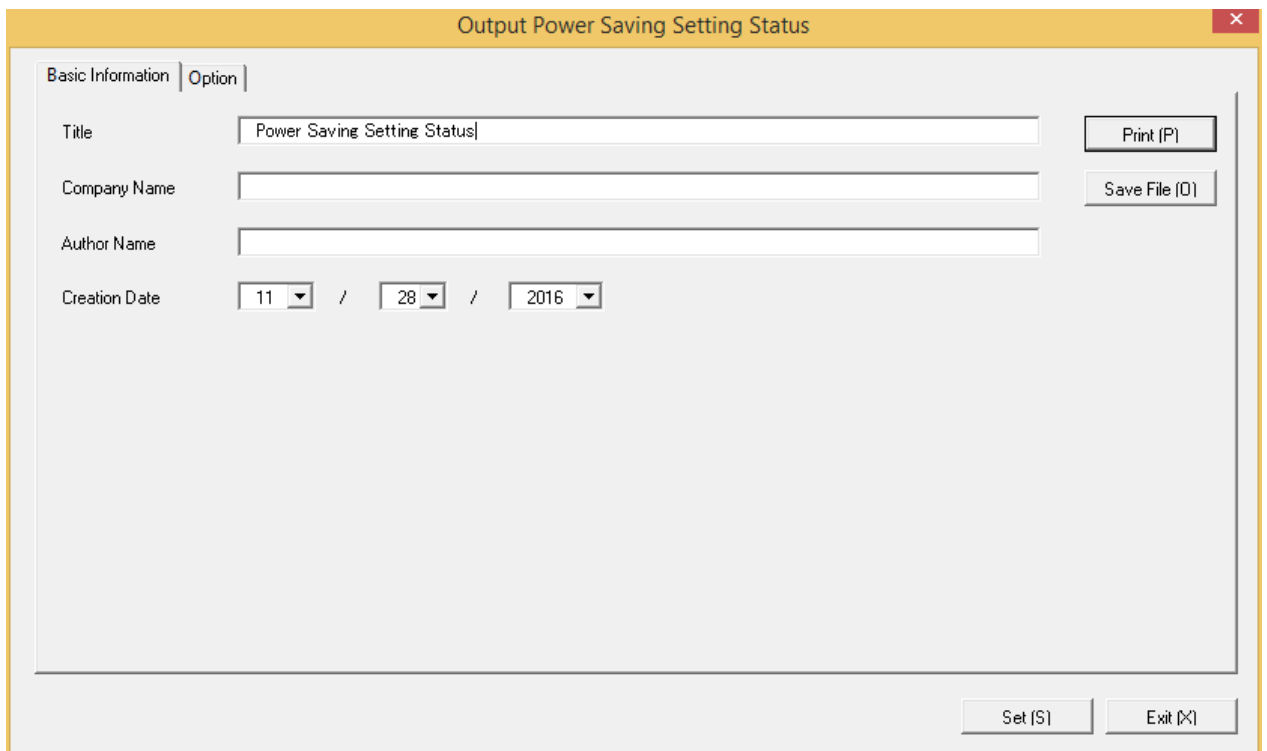 Output Power Saving Setting Status
Basic Information Option
Title Power Saving Setting Status Print (P)
Company Name Save File (O)
Author Name
Creation Date 11 / 28 / 2016
Set (S) Exit (X)